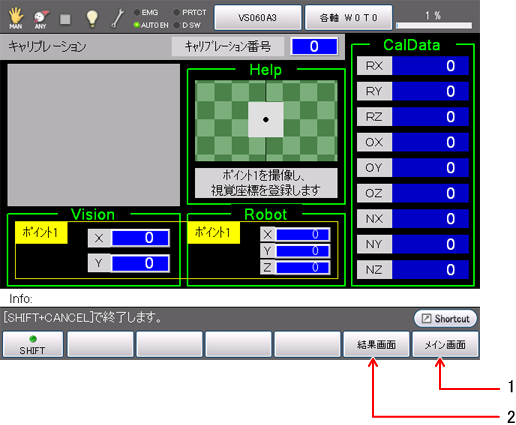 MAN
ANY
EMG
AUTO EN
PRTCT
D SW
VS060A3
各軸 W 0 T 0
1 %
キャリブレーション
キャリブレーション番号
0
CalData
RX 0
RY 0
RZ 0
OX 0
OY 0
OZ 0
NX 0
NY 0
NZ 0
Help
ポイント1を撮像し、
視覚座標を登録します
Vision
ポイント1
X 0
Y 0
Robot
ポイント1
X 0
Y 0
Z 0
Info:
[SHIFT+CANCEL]で終了します。
Shortcut
SHIFT
結果画面
メイン画面
1
2